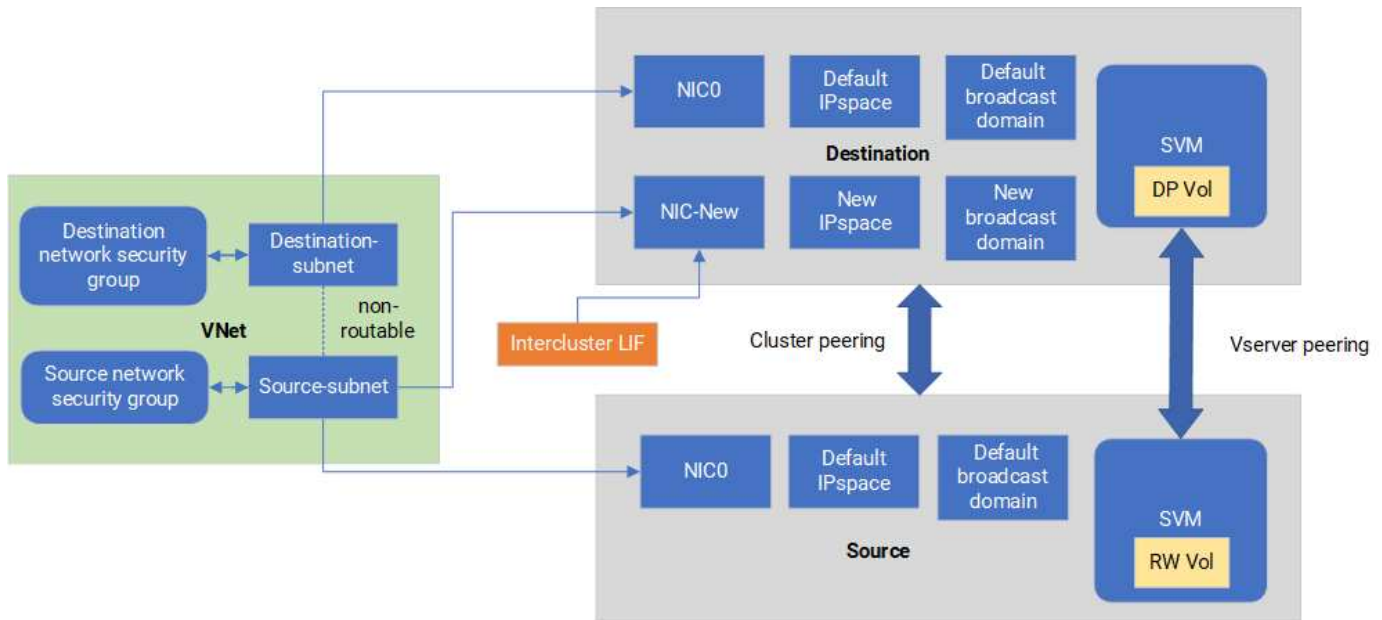 NIC0
Default
IPspace
Default
broadcast
domain
SVM
DP Vol
Destination
NIC-New
New
IPspace
New
broadcast
domain
Destination
network security
group
Destination-
subnet
VNet
non-
routable
Source network
security group
Source-subnet
Intercluster LIF
Cluster peering
Vserver peering
NIC0
Default
IPspace
Default
broadcast
domain
SVM
RW Vol
Source